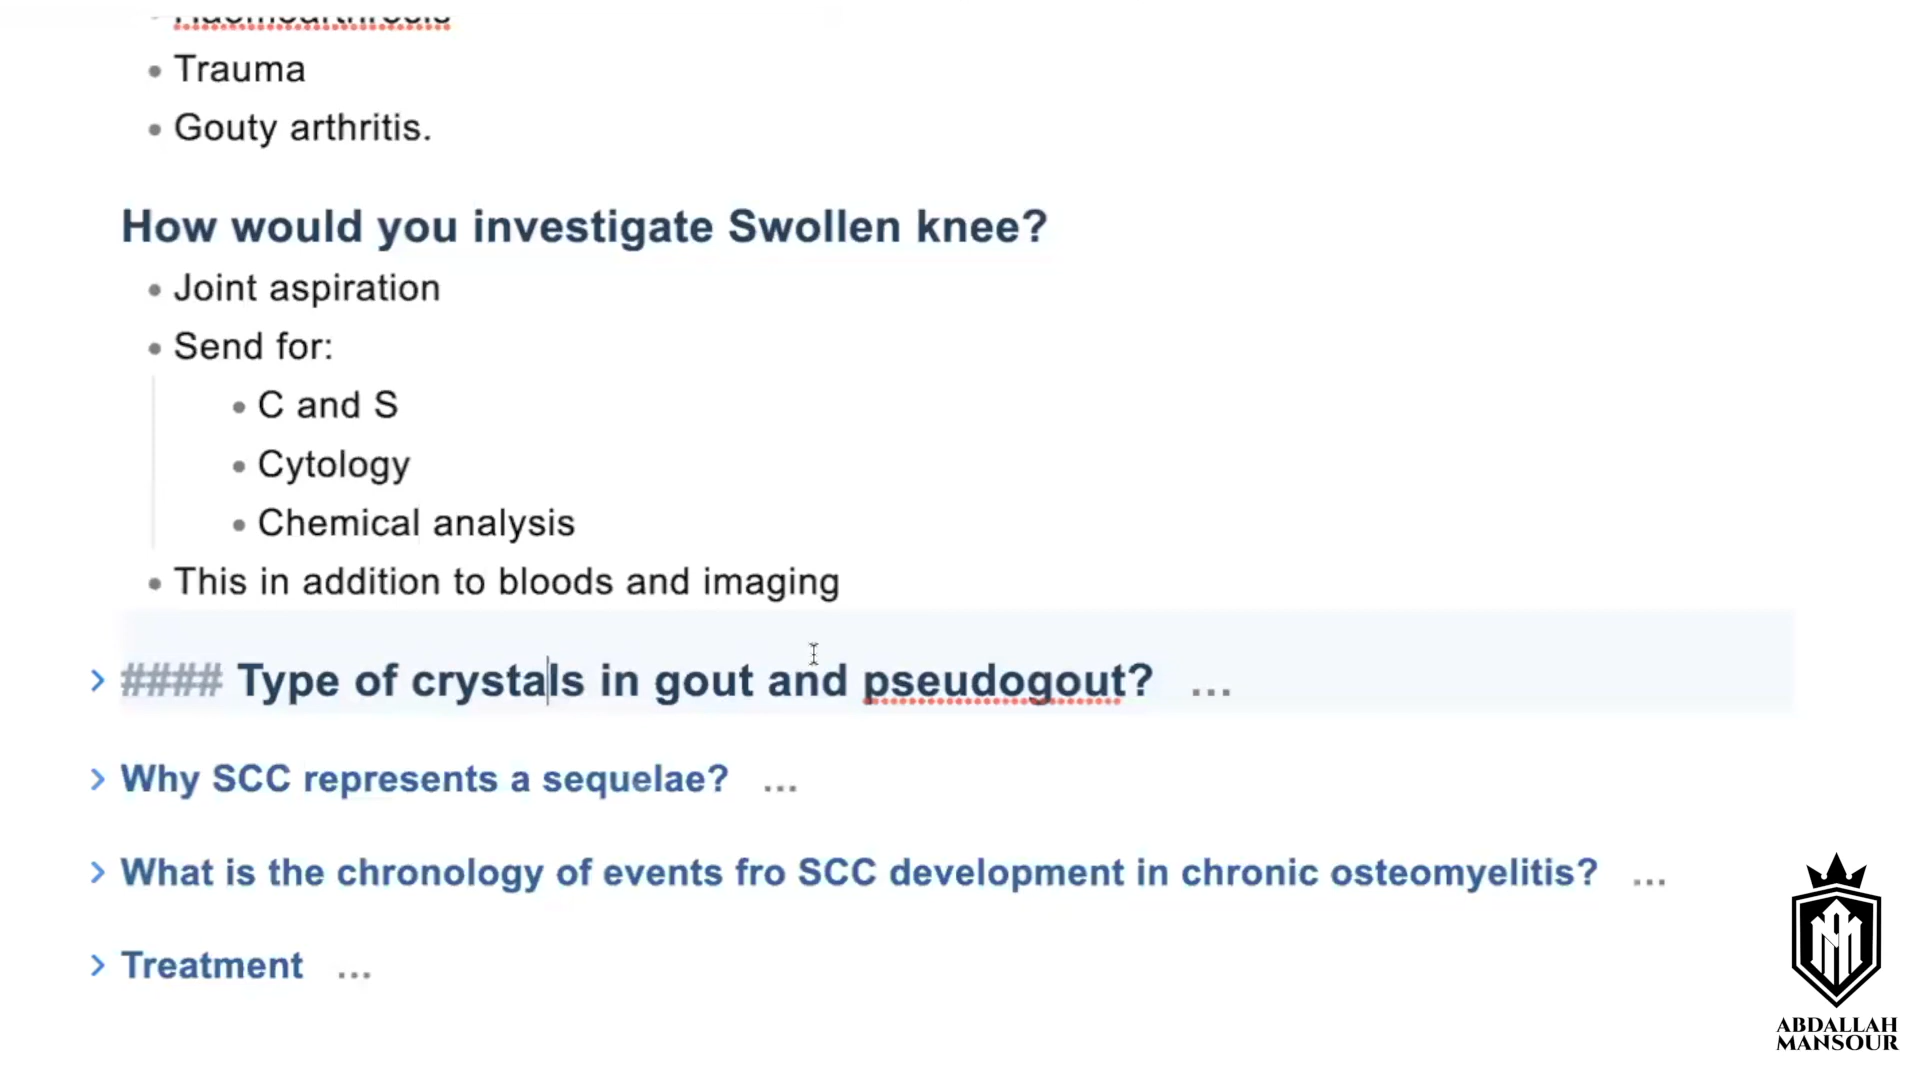 Haemoarthrosis
Trauma
Gouty arthritis.
How would you investigate Swollen knee?
Joint aspiration
Send for:
C and S
Cytology
Chemical analysis
This in addition to bloods and imaging
#### Type of crystals in gout and pseudogout? ...
Why SCC represents a sequelae? ...
What is the chronology of events fro SCC development in chronic osteomyelitis? ...
Treatment ...
ABDALLAH
MANSOUR